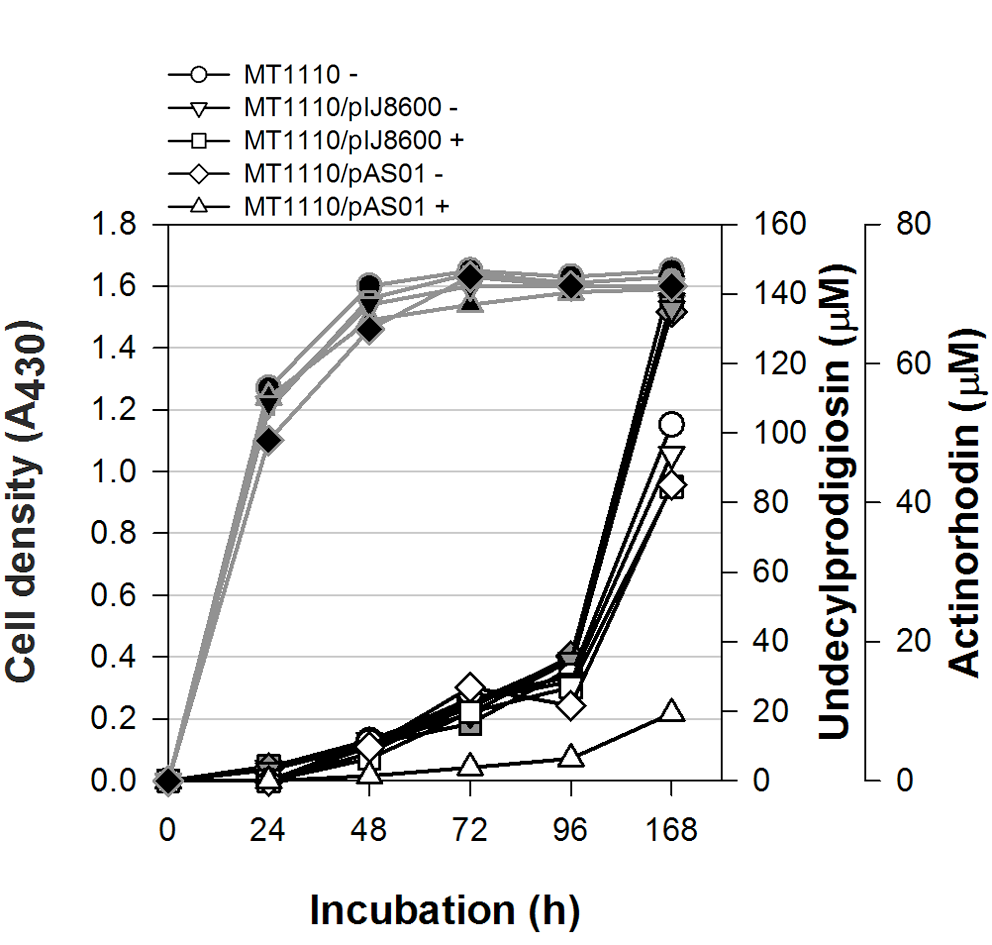 MT1110 -
MT1110/pIJ8600 -
MT1110/pIJ8600 +
MT1110/pAS01 -
MT1110/pAS01 +
1.8
1.6
1.4
1.2
1.0
0.8
0.6
0.4
0.2
0.0
Cell density (A430)
160
140
120
100
80
60
40
20
0
Undecylprodigiosin (µM)
80
60
40
20
0
Actinorhodin (µM)
0 24 48 72 96 168
Incubation (h)